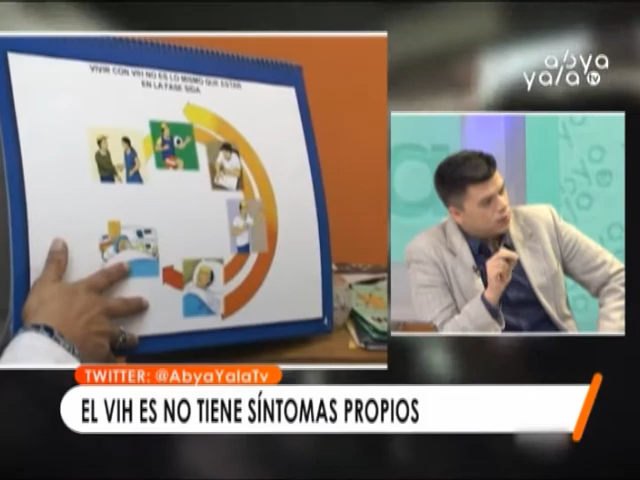 abya
yala tv
VIVIR CON VIH NO ES LO MISMO QUE ESTAR
EN LA FASE SIDA
TWITTER: @AbyaYalaTv
EL VIH ES NO TIENE SÍNTOMAS PROPIOS